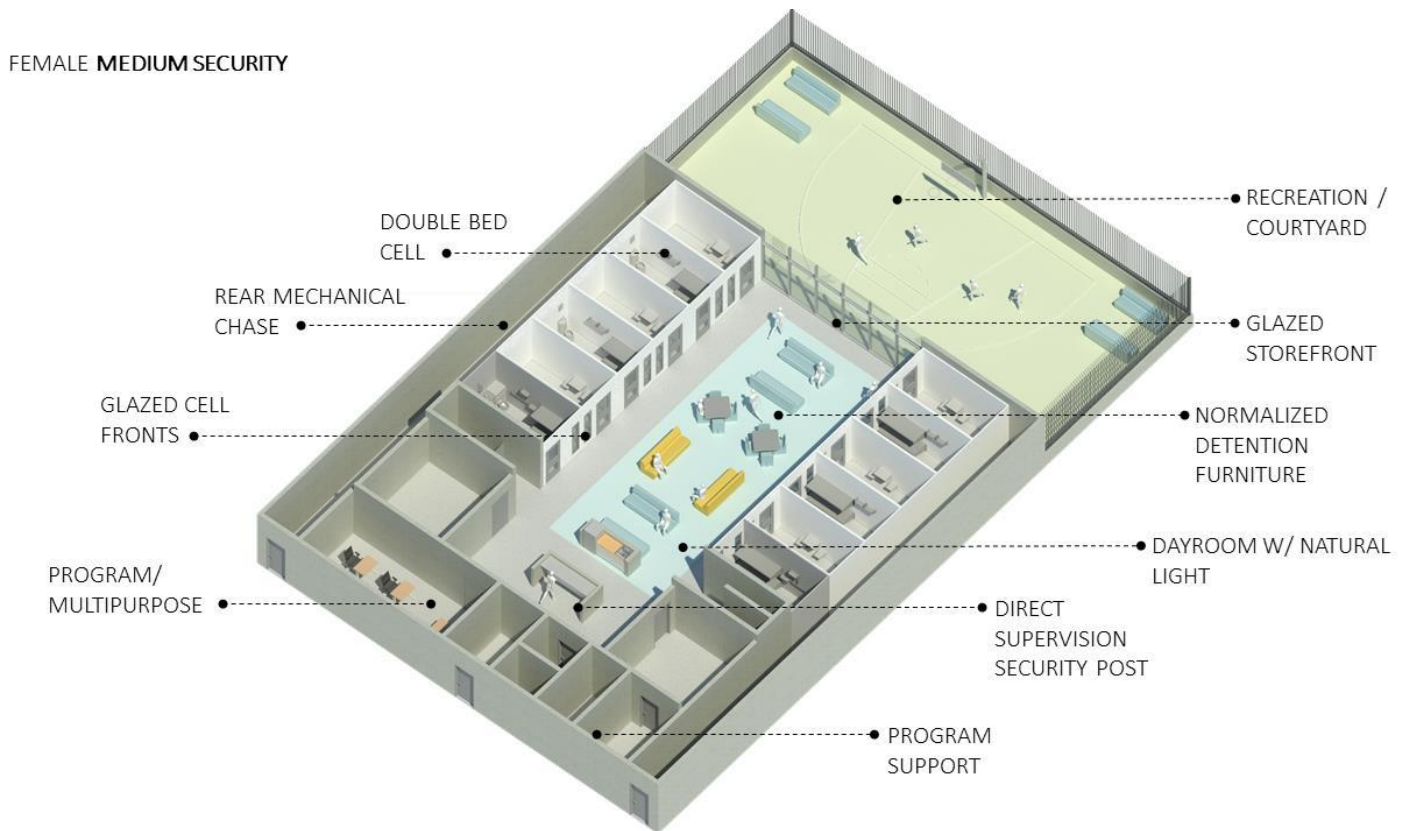 FEMALE MEDIUM SECURITY
DOUBLE BED
CELL
REAR MECHANICAL
CHASE
GLAZED CELL
FRONTS
PROGRAM/
MULTIPURPOSE
RECREATION /
COURTYARD
GLAZED
STOREFRONT
NORMALIZED
DETENTION
FURNITURE
DAYROOM W/ NATURAL
LIGHT
DIRECT
SUPERVISION
SECURITY POST
PROGRAM
SUPPORT